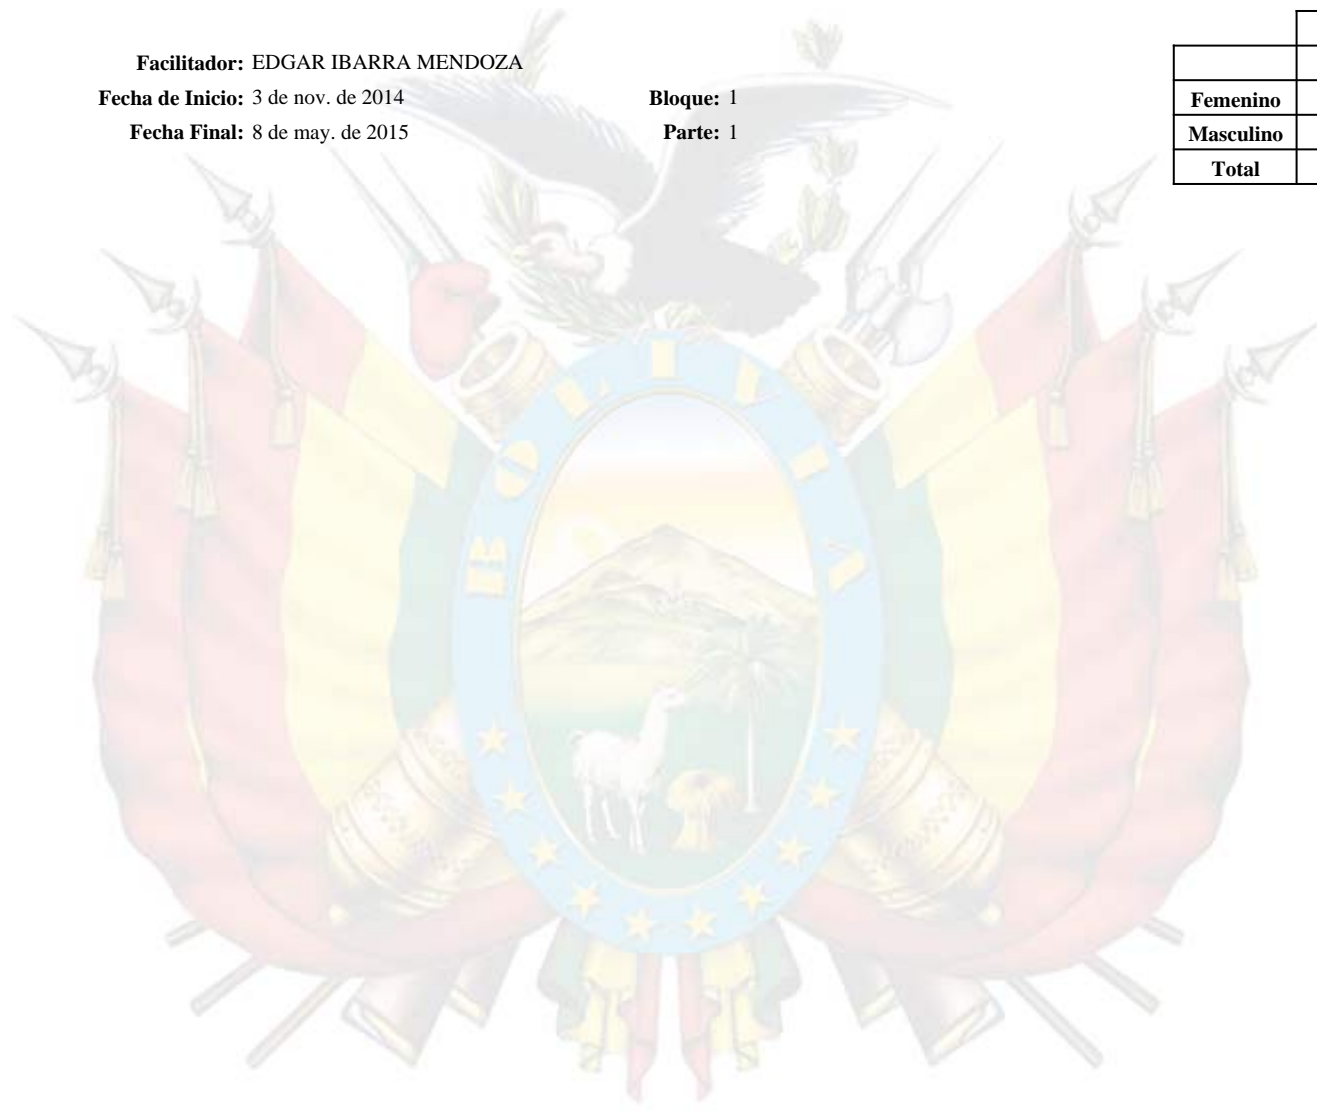 Facilitador: EDGAR IBARRA MENDOZA
Fecha de Inicio: 3 de nov. de 2014 Bloque: 1
Fecha Final: 8 de may. de 2015 Parte: 1
Femenino
Masculino
Total
BOLIVIA